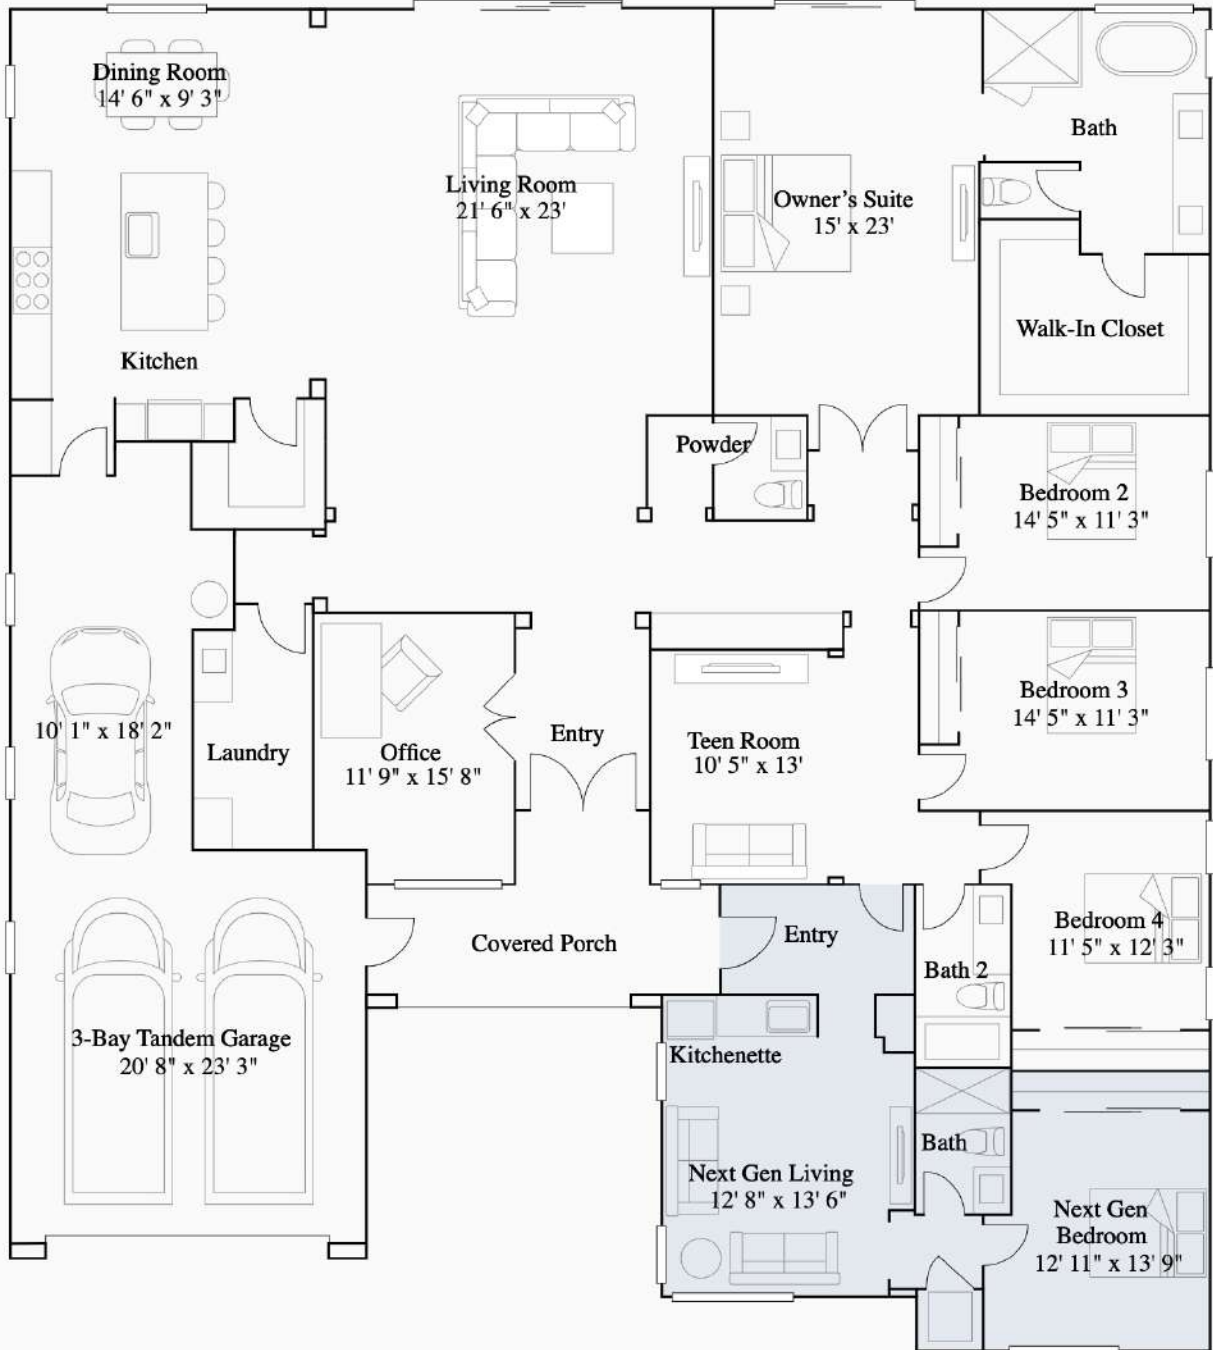 Dining Room
14' 6" x 9' 3"
Bath
Living Room
21' 6" x 23'
Owner's Suite
15' x 23'
Kitchen
Walk-In Closet
Powder
Bedroom 2
14' 5" x 11' 3"
Bedroom 3
14' 5" x 11' 3"
10' 1" x 18' 2"
Laundry
Office
11' 9" x 15' 8"
Entry
Teen Room
10' 5" x 13'
Covered Porch
Entry
Bath 2
Bedroom 4
11' 5" x 12' 3"
3-Bay Tandem Garage
20' 8" x 23' 3"
Kitchenette
Bath
Next Gen Living
12' 8" x 13' 6"
Next Gen
Bedroom
12' 11" x 13' 9"